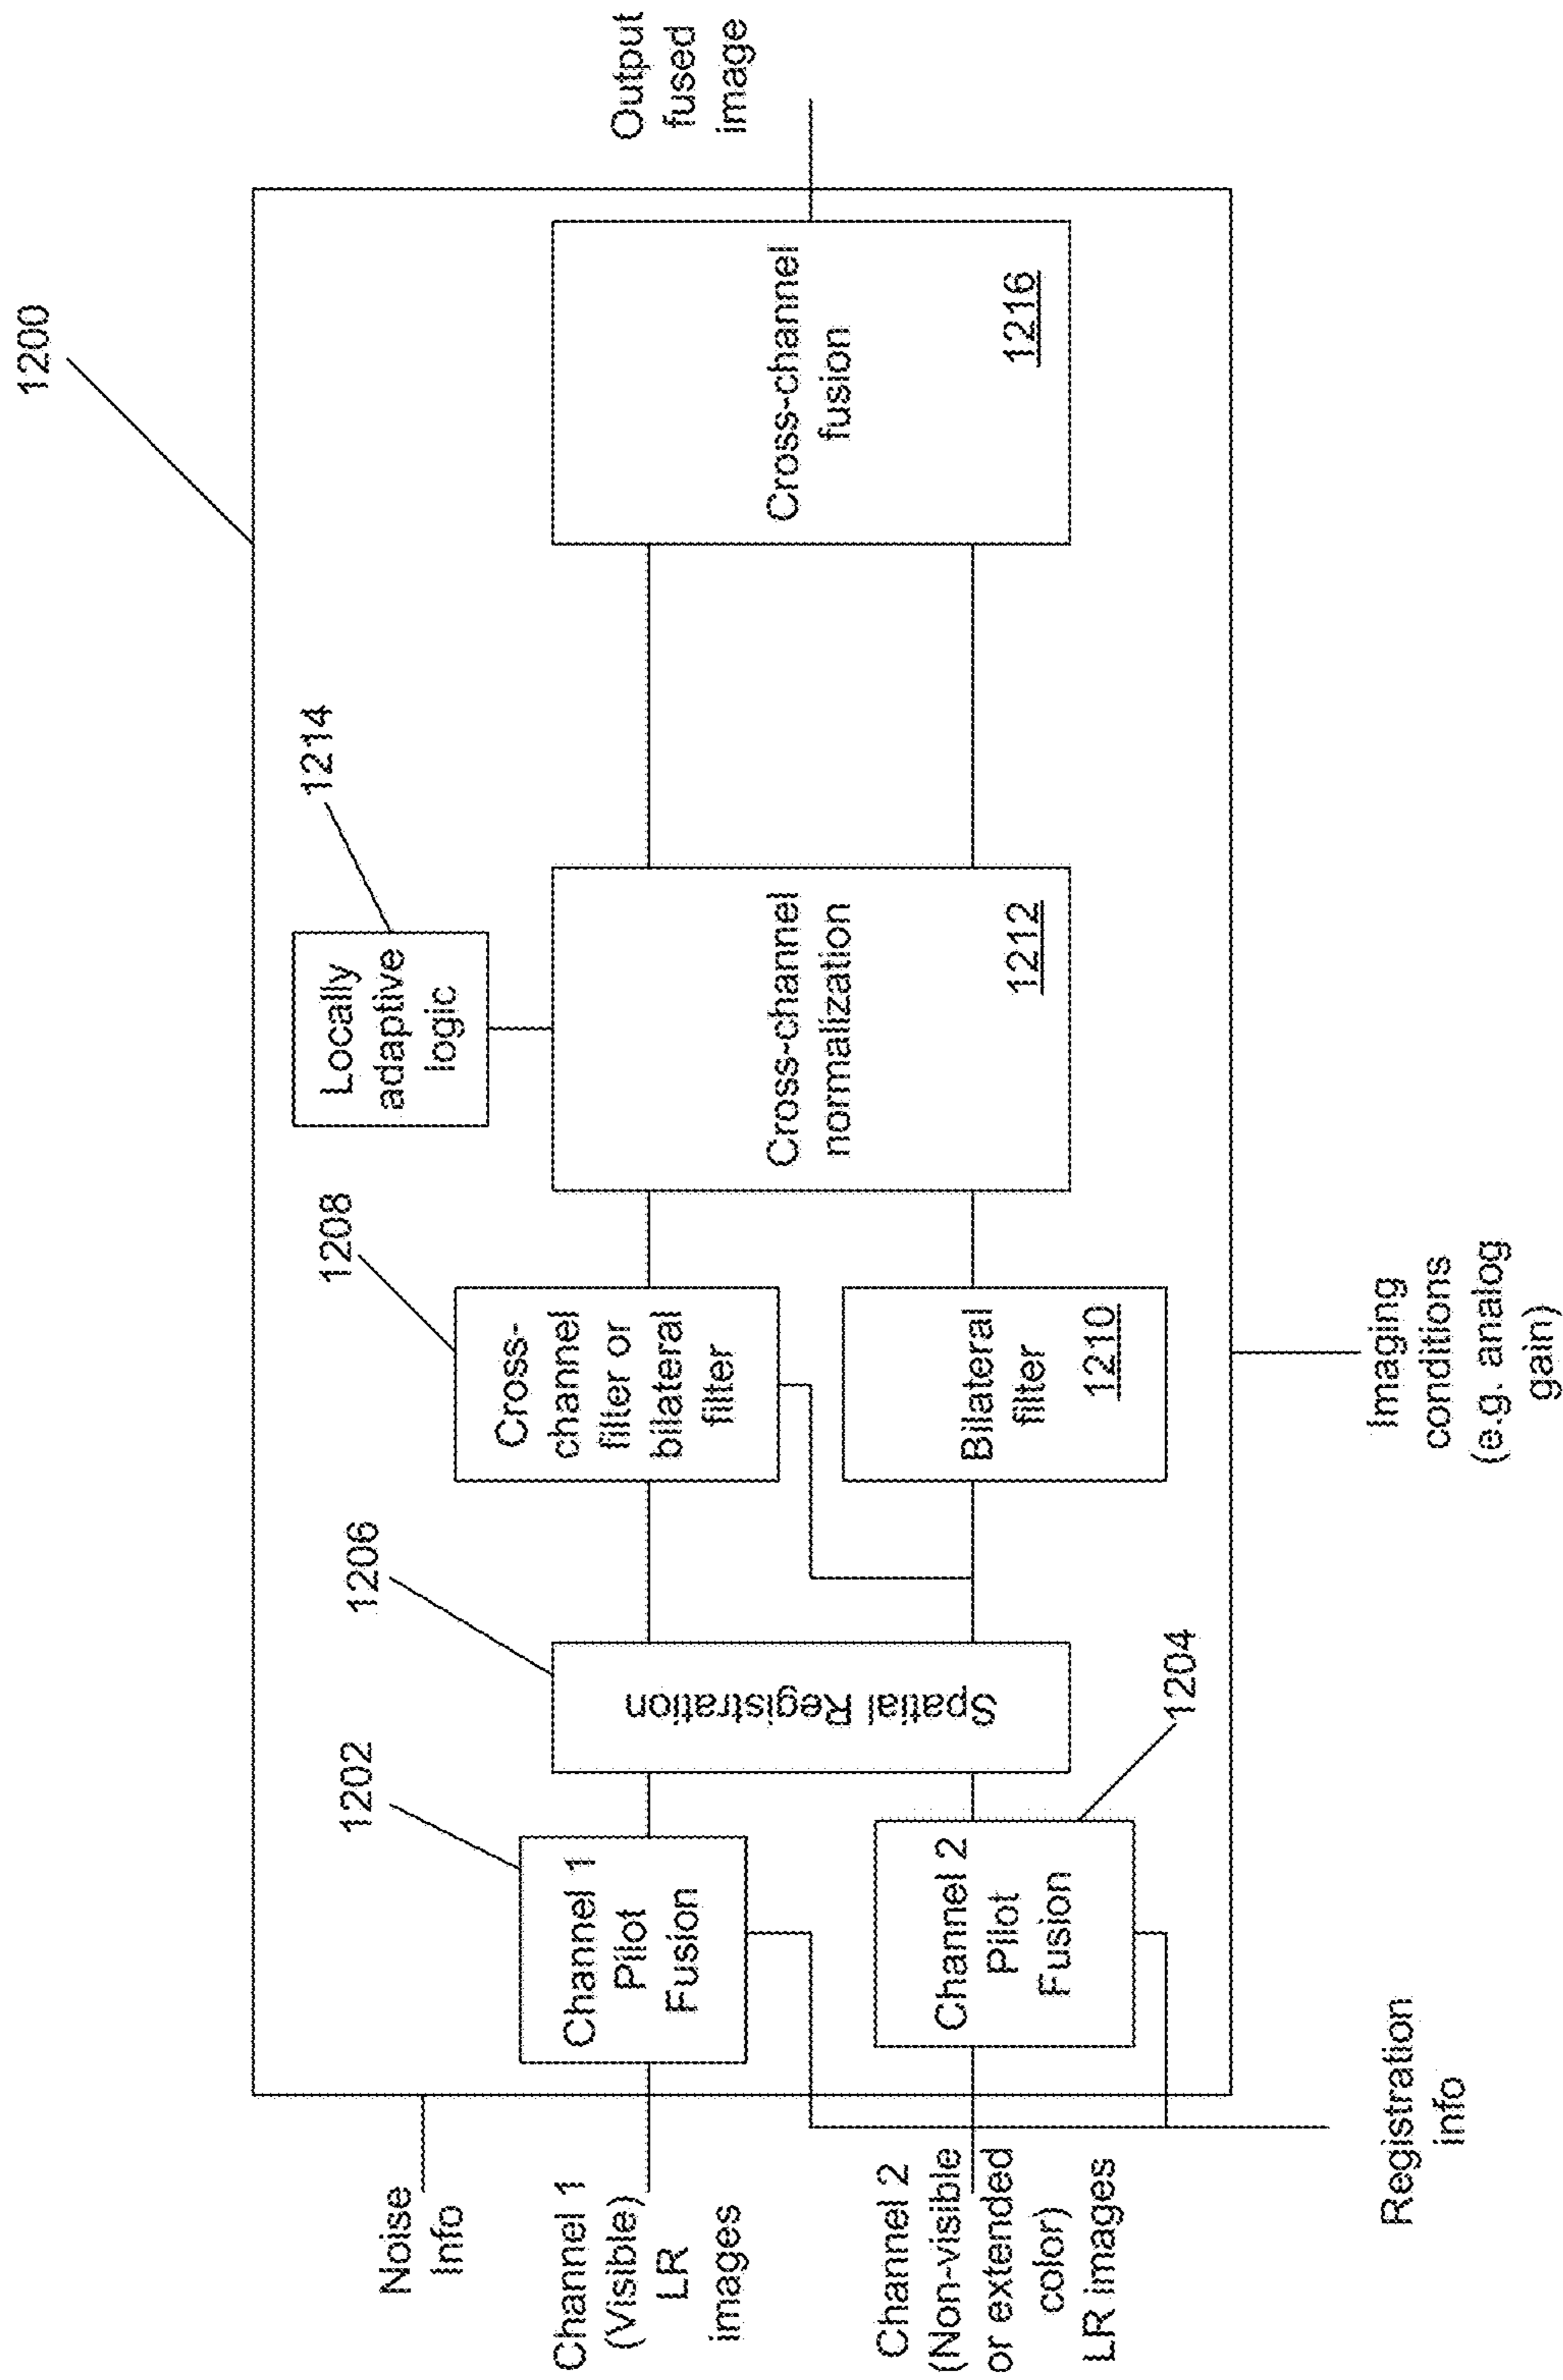 1200
Noise
Info
Channel 1
(Visible)
LR
images
Channel 2
(Non-visible
or extended
color)
LR images
Registration
info
1202
Channel 1
Pilot
Fusion
Channel 2
Pilot
Fusion
1204
1206
Spatial Registration
1208
Cross-
channel
filter or
bilateral
filter
Bilateral
filter
1210
Imaging
conditions
(e.g. analog
gain)
1214
Locally
adaptive
logic
Cross-channel
normalization
1212
Cross-channel
fusion
1216
Output
fused
image